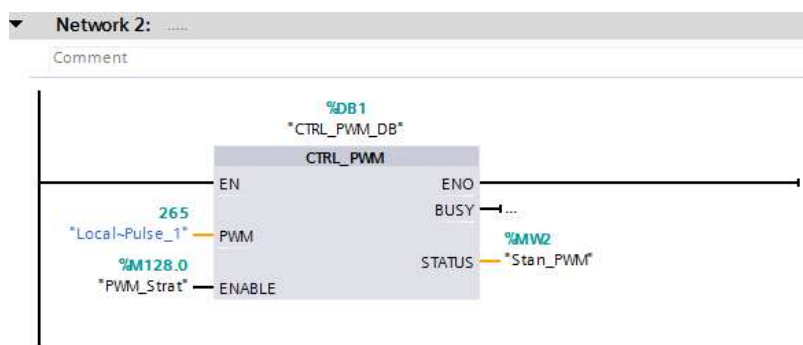 Network 2: .....
Comment
%DB1
"CTRL_PWM_DB"
CTRL_PWM
EN
ENO
265
"Local~Pulse_1"
PWM
BUSY
...
%M128.0
"PWM_Strat"
ENABLE
STATUS
%MW2
"Stan_PWM"